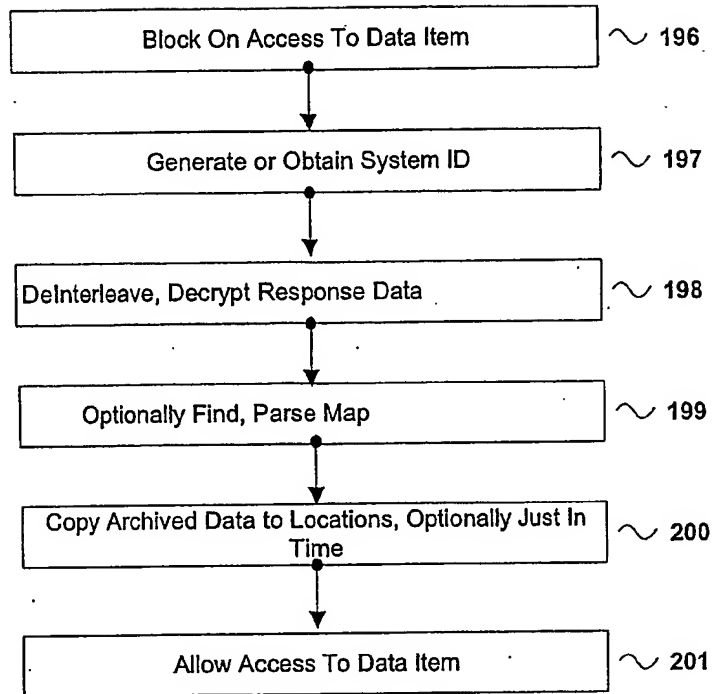 Block On Access To Data Item
196
Generate or Obtain System ID
197
DeInterleave, Decrypt Response Data
198
Optionally Find, Parse Map
199
Copy Archived Data to Locations, Optionally Just In
Time
200
Allow Access To Data Item
201